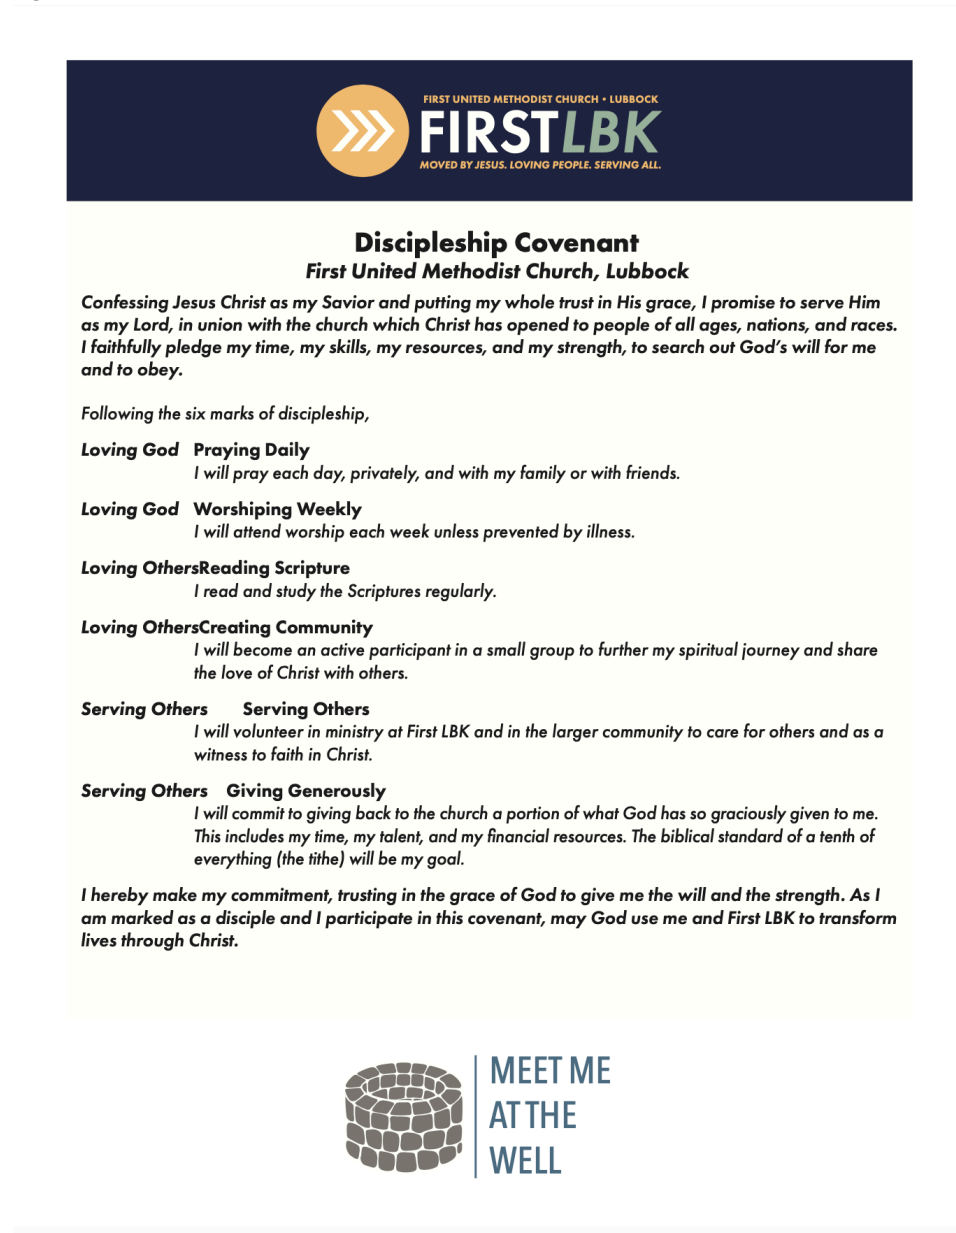 FIRST UNITED METHODIST CHURCH • LUBBOCK
FIRSTLBK
MOVED BY JESUS. LOVING PEOPLE. SERVING ALL.
Discipleship Covenant
First United Methodist Church, Lubbock
Confessing Jesus Christ as my Savior and putting my whole trust in His grace, I promise to serve Him
as my Lord, in union with the church which Christ has opened to people of all ages, nations, and races.
I faithfully pledge my time, my skills, my resources, and my strength, to search out God's will for me
and to obey.
Following the six marks of discipleship,
Loving God Praying Daily
I will pray each day, privately, and with my family or with friends.
Loving God Worshiping Weekly
I will attend worship each week unless prevented by illness.
Loving OthersReading Scripture
I read and study the Scriptures regularly.
Loving OthersCreating Community
I will become an active participant in a small group to further my spiritual journey and share
the love of Christ with others.
Serving Others Serving Others
I will volunteer in ministry at First LBK and in the larger community to care for others and as a
witness to faith in Christ.
Serving Others Giving Generously
I will commit to giving back to the church a portion of what God has so graciously given to me.
This includes my time, my talent, and my financial resources. The biblical standard of a tenth of
everything (the tithe) will be my goal.
I hereby make my commitment, trusting in the grace of God to give me the will and the strength. As I
am marked as a disciple and I participate in this covenant, may God use me and First LBK to transform
lives through Christ.
MEET ME
AT THE
WELL